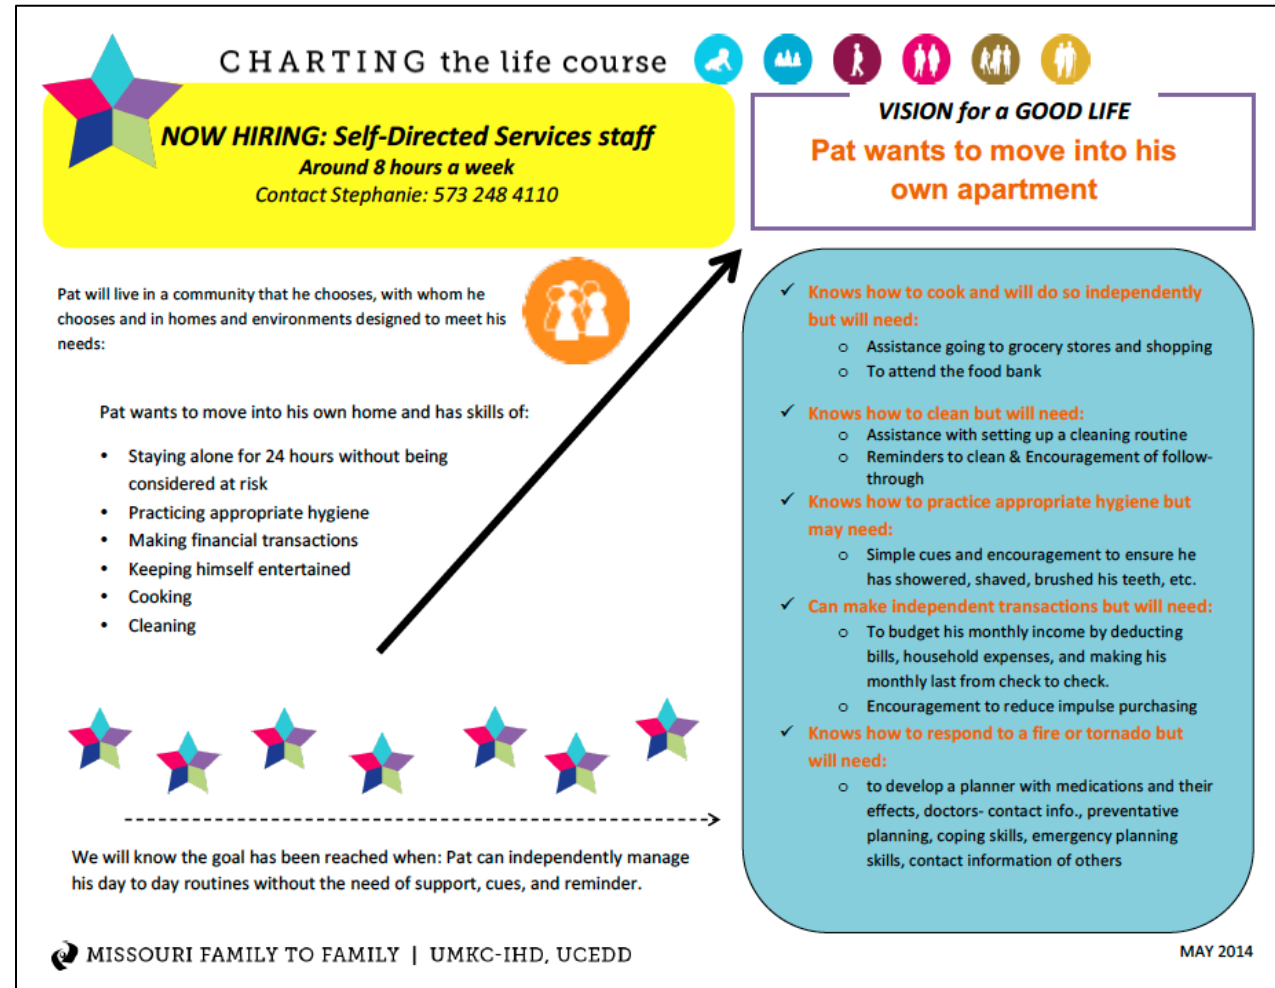 CHARTING the life course
NOW HIRING: Self-Directed Services staff
Around 8 hours a week
Contact Stephanie: 573 248 4110
VISION for a GOOD LIFE
Pat wants to move into his
own apartment
Pat will live in a community that he chooses, with whom he
chooses and in homes and environments designed to meet his
needs:
Pat wants to move into his own home and has skills of:
• Staying alone for 24 hours without being
considered at risk
• Practicing appropriate hygiene
• Making financial transactions
• Keeping himself entertained
• Cooking
• Cleaning
We will know the goal has been reached when: Pat can independently manage
his day to day routines without the need of support, cues, and reminder.
✓ Knows how to cook and will do so independently
but will need:
o Assistance going to grocery stores and shopping
o To attend the food bank
✓ Knows how to clean but will need:
o Assistance with setting up a cleaning routine
o Reminders to clean & Encouragement of follow-
through
✓ Knows how to practice appropriate hygiene but
may need:
o Simple cues and encouragement to ensure he
has showered, shaved, brushed his teeth, etc.
✓ Can make independent transactions but will need:
o To budget his monthly income by deducting
bills, household expenses, and making his
monthly last from check to check.
o Encouragement to reduce impulse purchasing
✓ Knows how to respond to a fire or tornado but
will need:
o to develop a planner with medications and their
effects, doctors- contact info., preventative
planning, coping skills, emergency planning
skills, contact information of others
MISSOURI FAMILY TO FAMILY | UMKC-IHD, UCEDD
MAY 2014